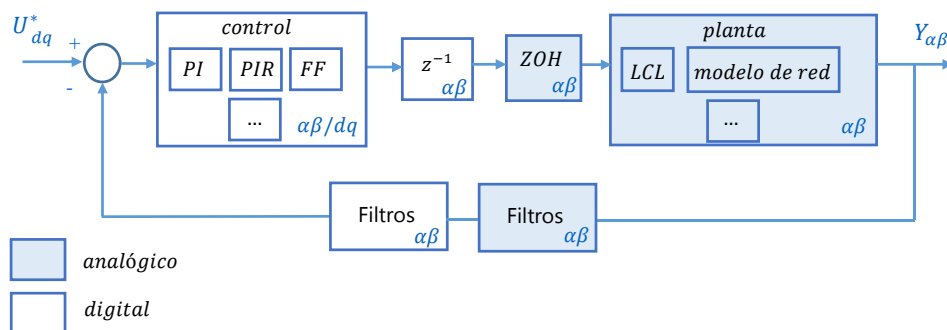 U*dq
+
-
control
PI
PIR
FF
...
αβ/dq
z⁻¹
αβ
ZOH
αβ
planta
LCL
modelo de red
...
αβ
Yαβ
Filtros
αβ
Filtros
αβ
analógico
digital